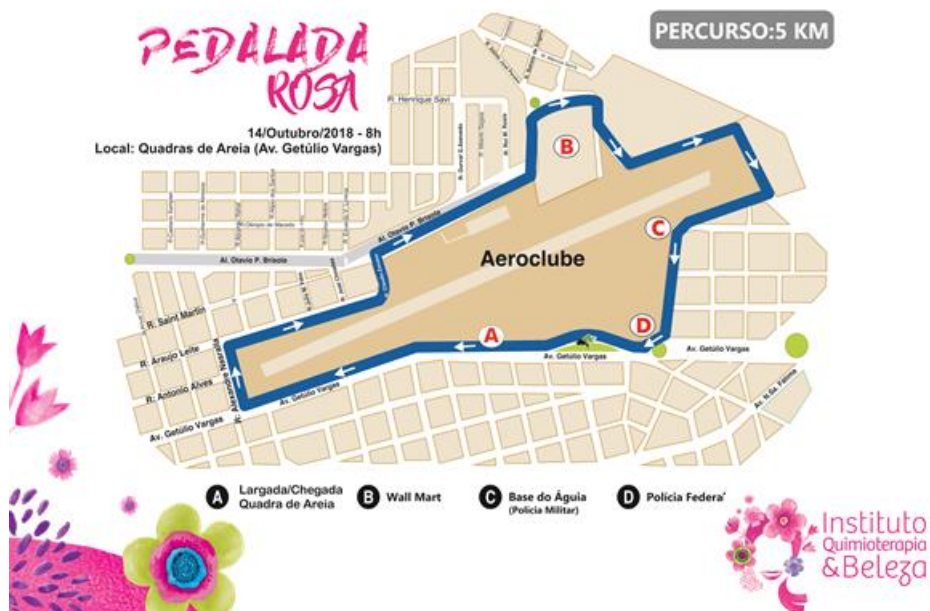 PEDALADA
ROSA
PERCURSO:5 KM
14/Outubro/2018 - 8h
Local: Quadras de Areia (Av. Getúlio Vargas)
R. Henrique Savi
B
Al. Otavio P. Brisola
Al. Otavio P. Brisola
C
Aeroclube
R. Saint Martin
A
D
R. Araujo Leite
Av. Getúlio Vargas
Av. Getúlio Vargas
R. Antonio Alves
R. Alexandre Nasralla
Av. Getúlio Vargas
Av. Getúlio Vargas
Av. N.Sa. Fátima
A Largada/Chegada
Quadra de Areia
B Wall Mart
C Base do Águia
(Polícia Militar)
D Polícia Federa'
Instituto
Quimioterapia
&Beleza